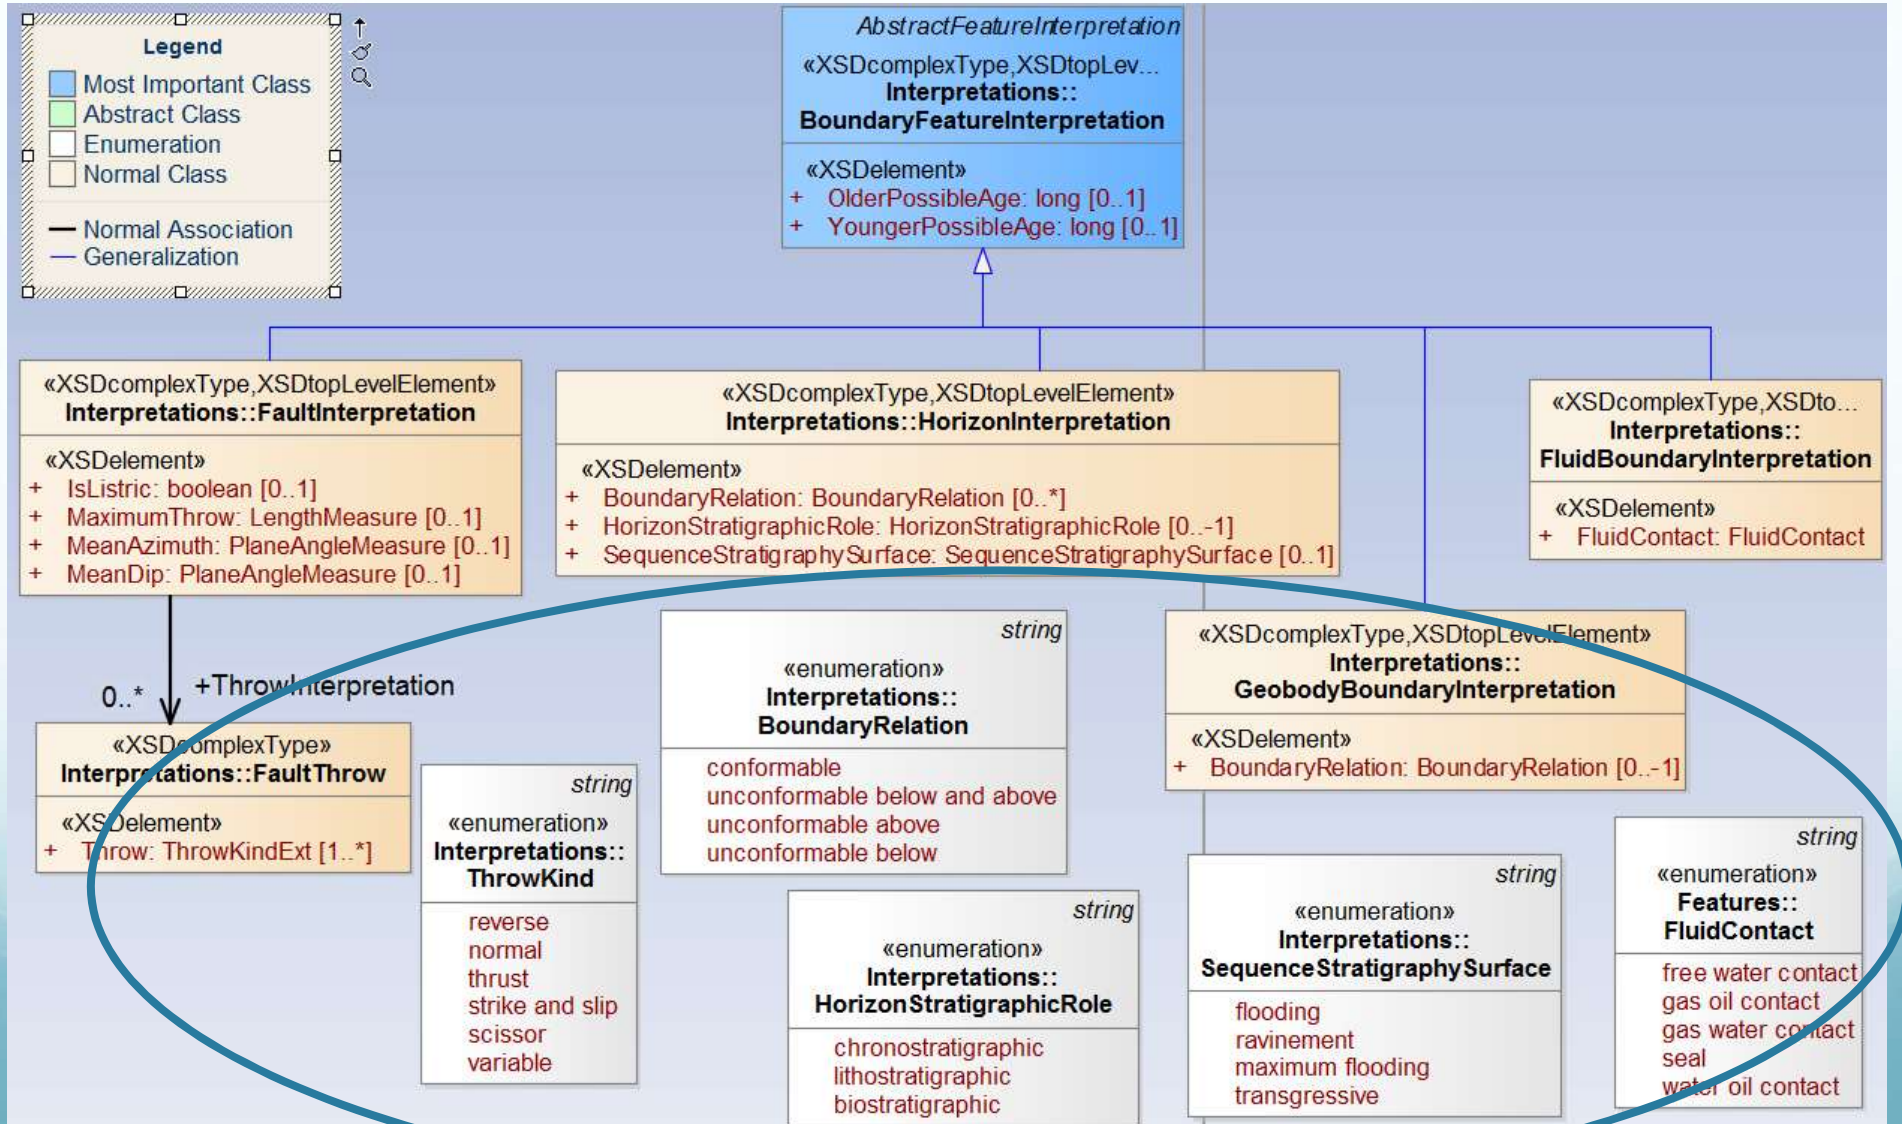 Legend
Most Important Class
Abstract Class
Enumeration
Normal Class
Normal Association
Generalization
AbstractFeatureInterpretation
«XSDcomplexType,XSDtopLev...
Interpretations::
BoundaryFeatureInterpretation
«XSDelement»
+ OlderPossibleAge: long [0..1]
+ YoungerPossibleAge: long [0..1]
«XSDcomplexType,XSDtopLevelElement»
Interpretations::FaultInterpretation
«XSDelement»
+ IsListric: boolean [0..1]
+ MaximumThrow: LengthMeasure [0..1]
+ MeanAzimuth: PlaneAngleMeasure [0..1]
+ MeanDip: PlaneAngleMeasure [0..1]
«XSDcomplexType,XSDtopLevelElement»
Interpretations::HorizonInterpretation
«XSDelement»
+ BoundaryRelation: BoundaryRelation [0..*]
+ HorizonStratigraphicRole: HorizonStratigraphicRole [0..-1]
+ SequenceStratigraphySurface: SequenceStratigraphySurface [0..1]
«XSDcomplexType,XSDto...
Interpretations::
FluidBoundaryInterpretation
«XSDelement»
+ FluidContact: FluidContact
0..* +ThrowInterpretation
«XSDcomplexType»
Interpretations::FaultThrow
«XSDelement»
+ Throw: ThrowKindExt [1..*]
string
«enumeration»
Interpretations::
ThrowKind
reverse
normal
thrust
strike and slip
scissor
variable
string
«enumeration»
Interpretations::
BoundaryRelation
conformable
unconformable below and above
unconformable above
unconformable below
«XSDcomplexType,XSDtopLevelElement»
Interpretations::
GeobodyBoundaryInterpretation
«XSDelement»
+ BoundaryRelation: BoundaryRelation [0..-1]
string
«enumeration»
Interpretations::
HorizonStratigraphicRole
chronostratigraphic
lithostratigraphic
biostratigraphic
string
«enumeration»
Interpretations::
SequenceStratigraphySurface
flooding
ravinement
maximum flooding
transgressive
string
«enumeration»
Features::
FluidContact
free water contact
gas oil contact
gas water contact
seal
water oil contact